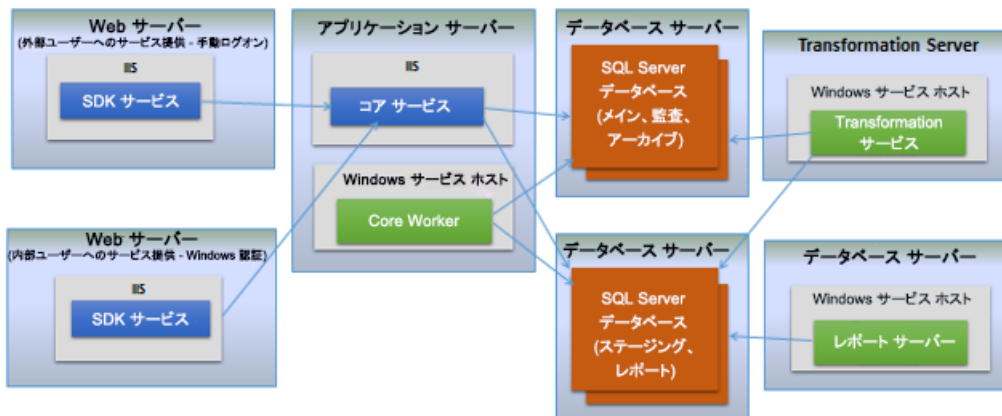 Web サーバー
(外部ユーザーへのサービス提供 - 手動ログオン)
IIS
SDK サービス
Web サーバー
(内部ユーザーへのサービス提供 - Windows 認証)
IIS
SDK サービス
アプリケーション サーバー
IIS
コア サービス
Windows サービス ホスト
Core Worker
データベース サーバー
SQL Server
データベース
(メイン、監査、
アーカイブ)
データベース サーバー
SQL Server
データベース
(ステージング、
レポート)
Transformation Server
Windows サービス ホスト
Transformation
サービス
データベース サーバー
Windows サービス ホスト
レポート サーバー